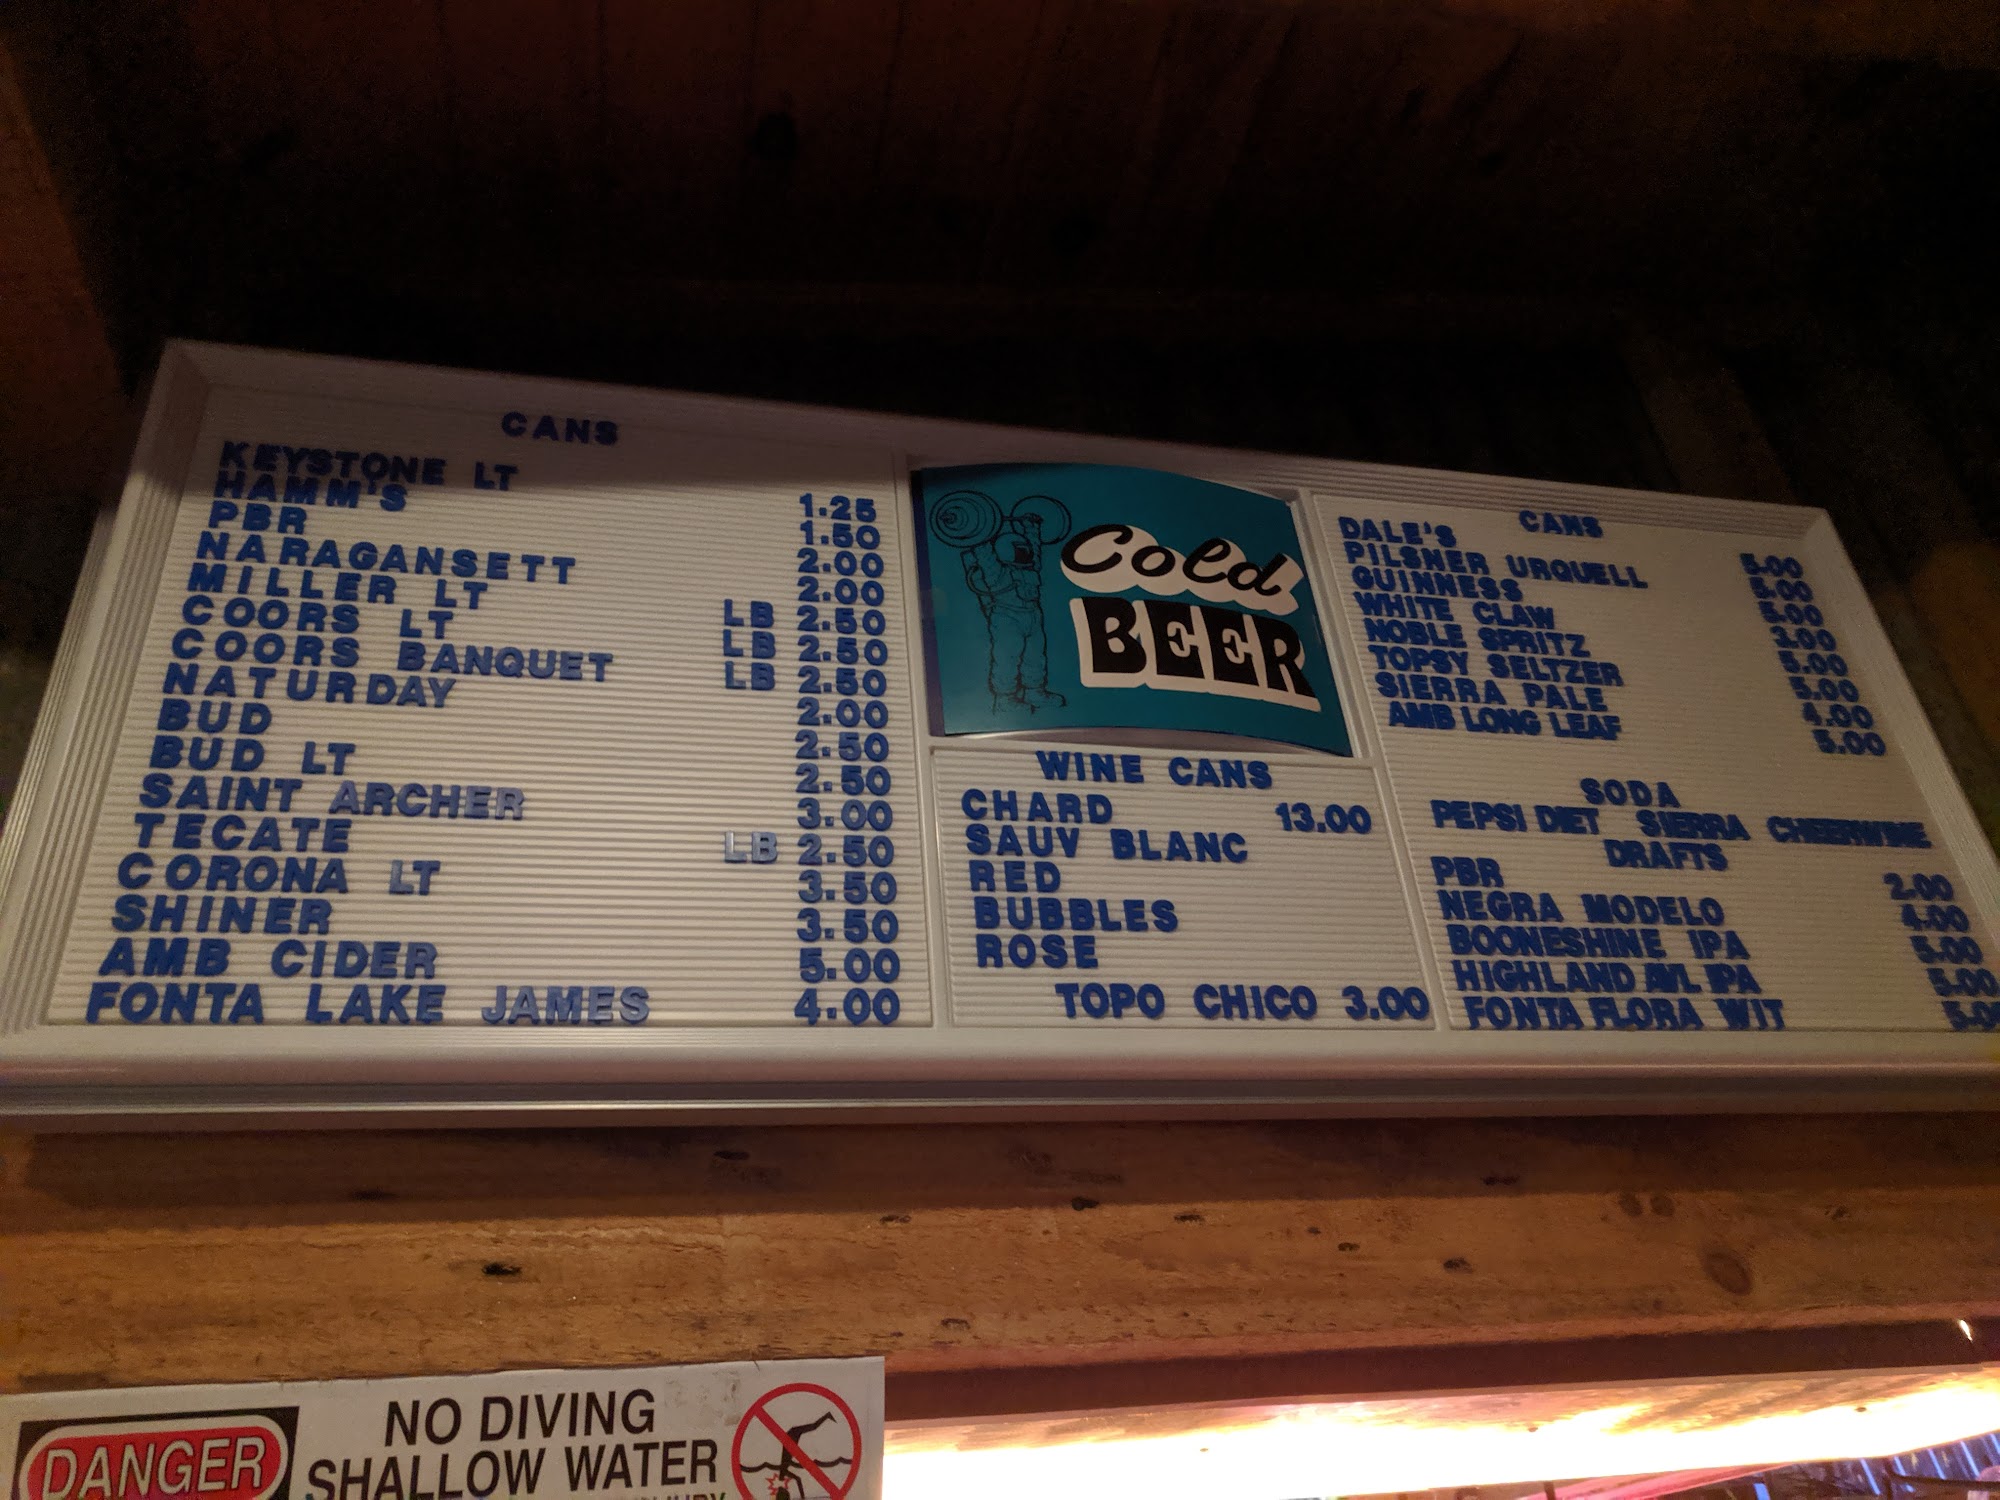 CANS
KEYSTONE LT 1.25
HAMM'S 1.50
PBR 2.00
NARAGANSETT 2.00
MILLER LT LB 2.50
COORS LT LB 2.50
COORS BANQUET LB 2.50
NATURDAY 2.00
BUD 2.50
BUD LT 2.50
SAINT ARCHER 3.00
TECATE LB 2.50
CORONA LT 3.50
SHINER 3.50
AMB CIDER 5.00
FONTA LAKE JAMES 4.00
Cold
BEER
WINE CANS
CHARD 13.00
SAUV BLANC
RED
BUBBLES
ROSE
TOPO CHICO 3.00
CANS
DALE'S 5.00
PILSNER URQUELL 5.00
GUINNESS 5.00
WHITE CLAW 3.00
NOBLE SPRITZ 5.00
TOPSY SELTZER 5.00
SIERRA PALE 4.00
AMB LONG LEAF 5.00
SODA
PEPSI DIET SIERRA CHEERWINE
DRAFTS
PBR 2.00
NEGRA MODELO 4.00
BOONESHINE IPA 5.00
HIGHLAND AVL IPA 5.00
FONTA FLORA WIT 5.00
DANGER
NO DIVING
SHALLOW WATER